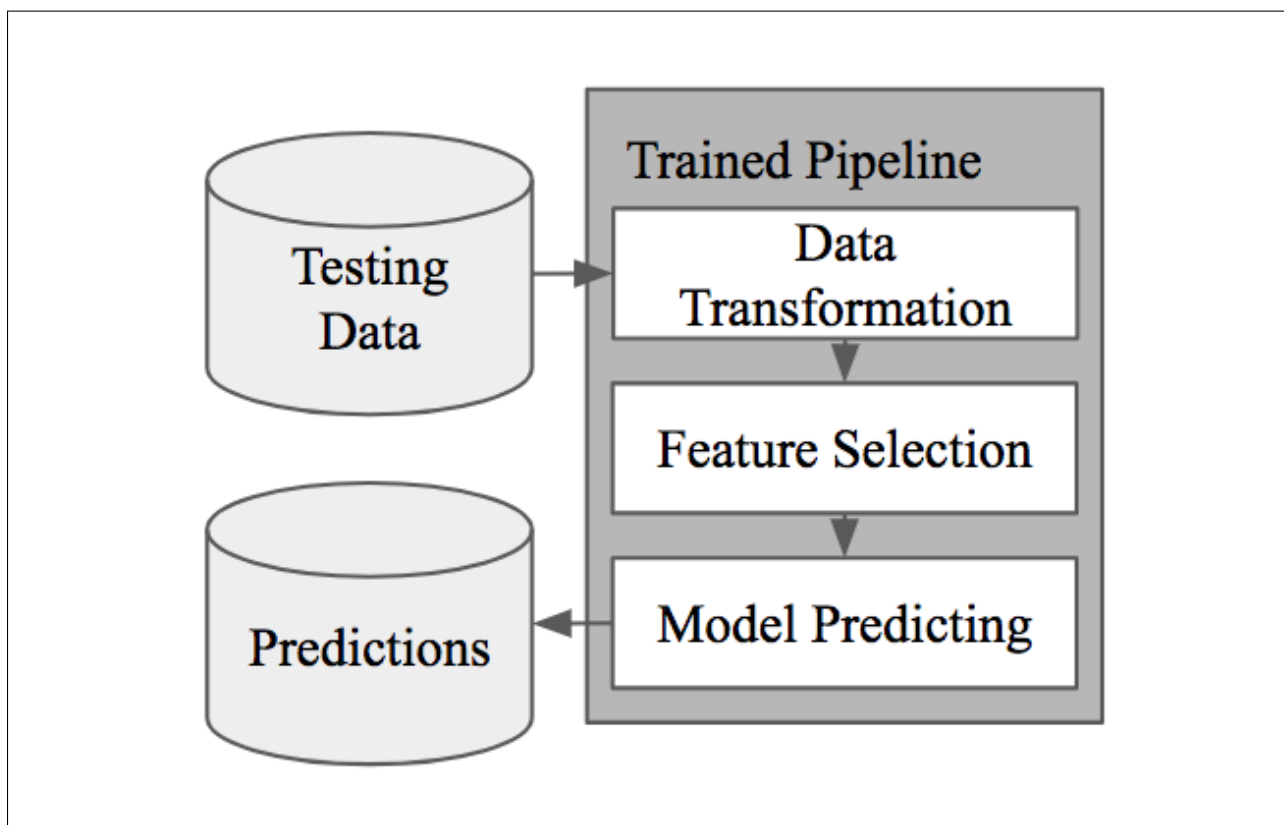 Trained Pipeline
Testing
Data
Data
Transformation
Feature Selection
Model Predicting
Predictions